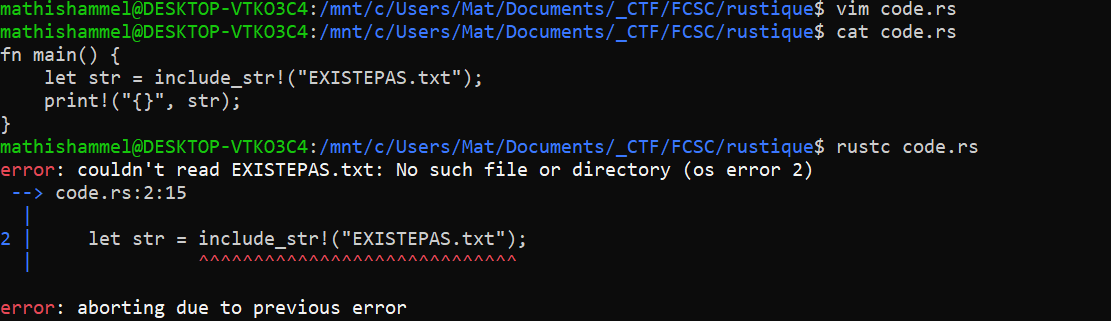 mathishammel@DESKTOP-VTKO3C4:/mnt/c/Users/Mat/Documents/_CTF/FCSC/rustique$ vim code.rs
mathishammel@DESKTOP-VTKO3C4:/mnt/c/Users/Mat/Documents/_CTF/FCSC/rustique$ cat code.rs
fn main() {
    let str = include_str!("EXISTEPAS.txt");
    print!("{}", str);
}
mathishammel@DESKTOP-VTKO3C4:/mnt/c/Users/Mat/Documents/_CTF/FCSC/rustique$ rustc code.rs
error: couldn't read EXISTEPAS.txt: No such file or directory (os error 2)
 --> code.rs:2:15
  |
2 |     let str = include_str!("EXISTEPAS.txt");
  |               ^^^^^^^^^^^^^^^^^^^^^^^^^^^^^

error: aborting due to previous error